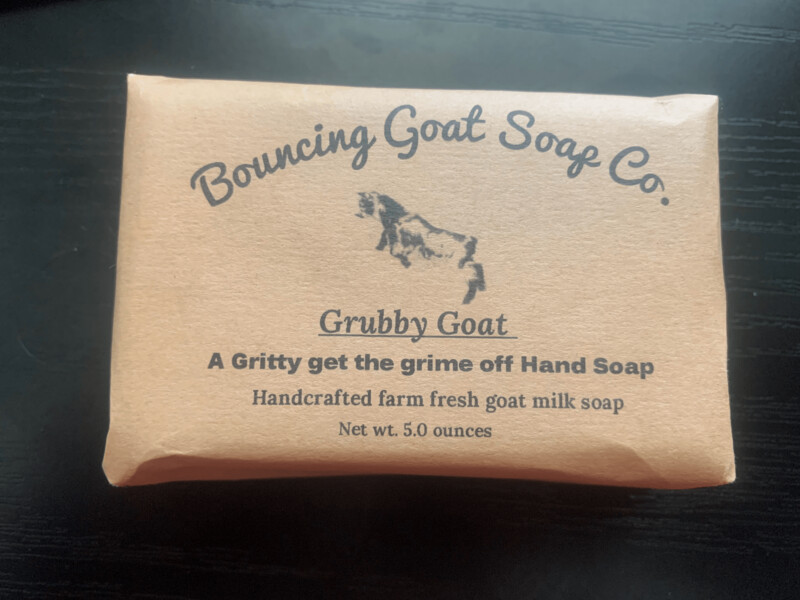 Bouncing Goat Soap Co.
Grubby Goat
A Gritty get the grime off Hand Soap
Handcrafted farm fresh goat milk soap
Net wt. 5.0 ounces